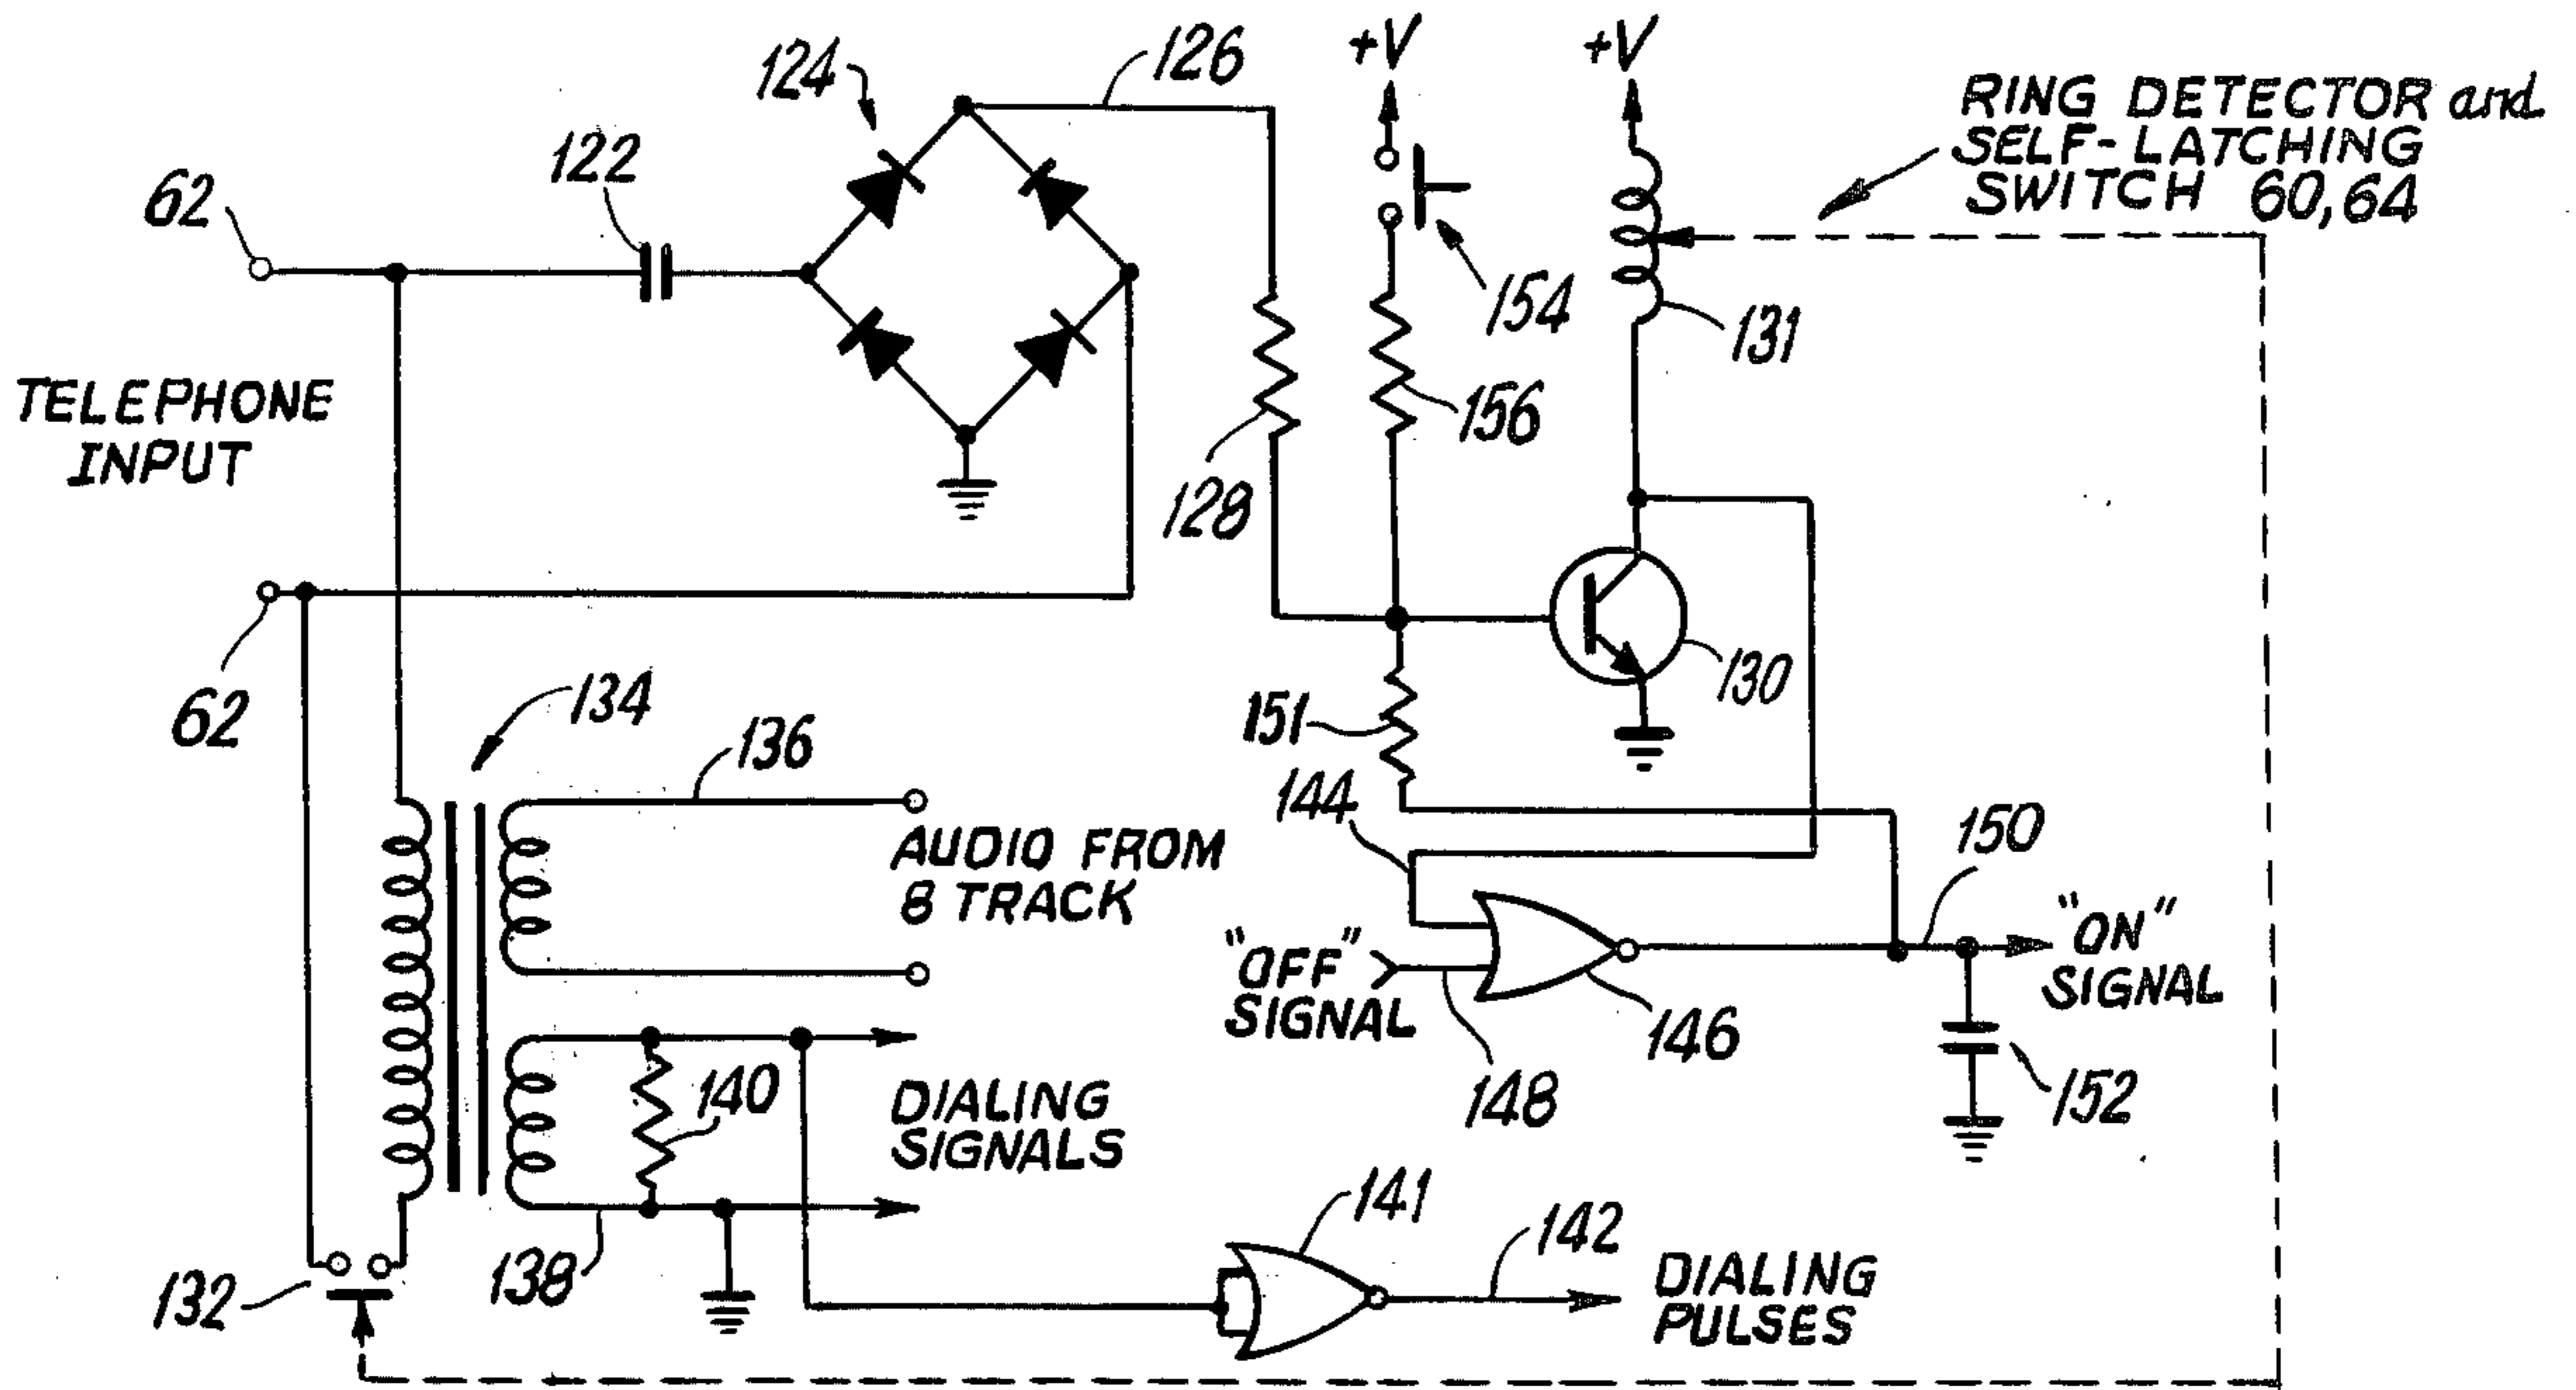 +V
+V
126
124
RING DETECTOR and
SELF-LATCHING
SWITCH 60,64
122
62
154
131
TELEPHONE
INPUT
156
128
130
62
134
136
151
144
AUDIO FROM
8 TRACK
150
"ON"
SIGNAL
"OFF"
SIGNAL
146
148
152
140
DIALING
SIGNALS
141
142
138
132
DIALING
PULSES